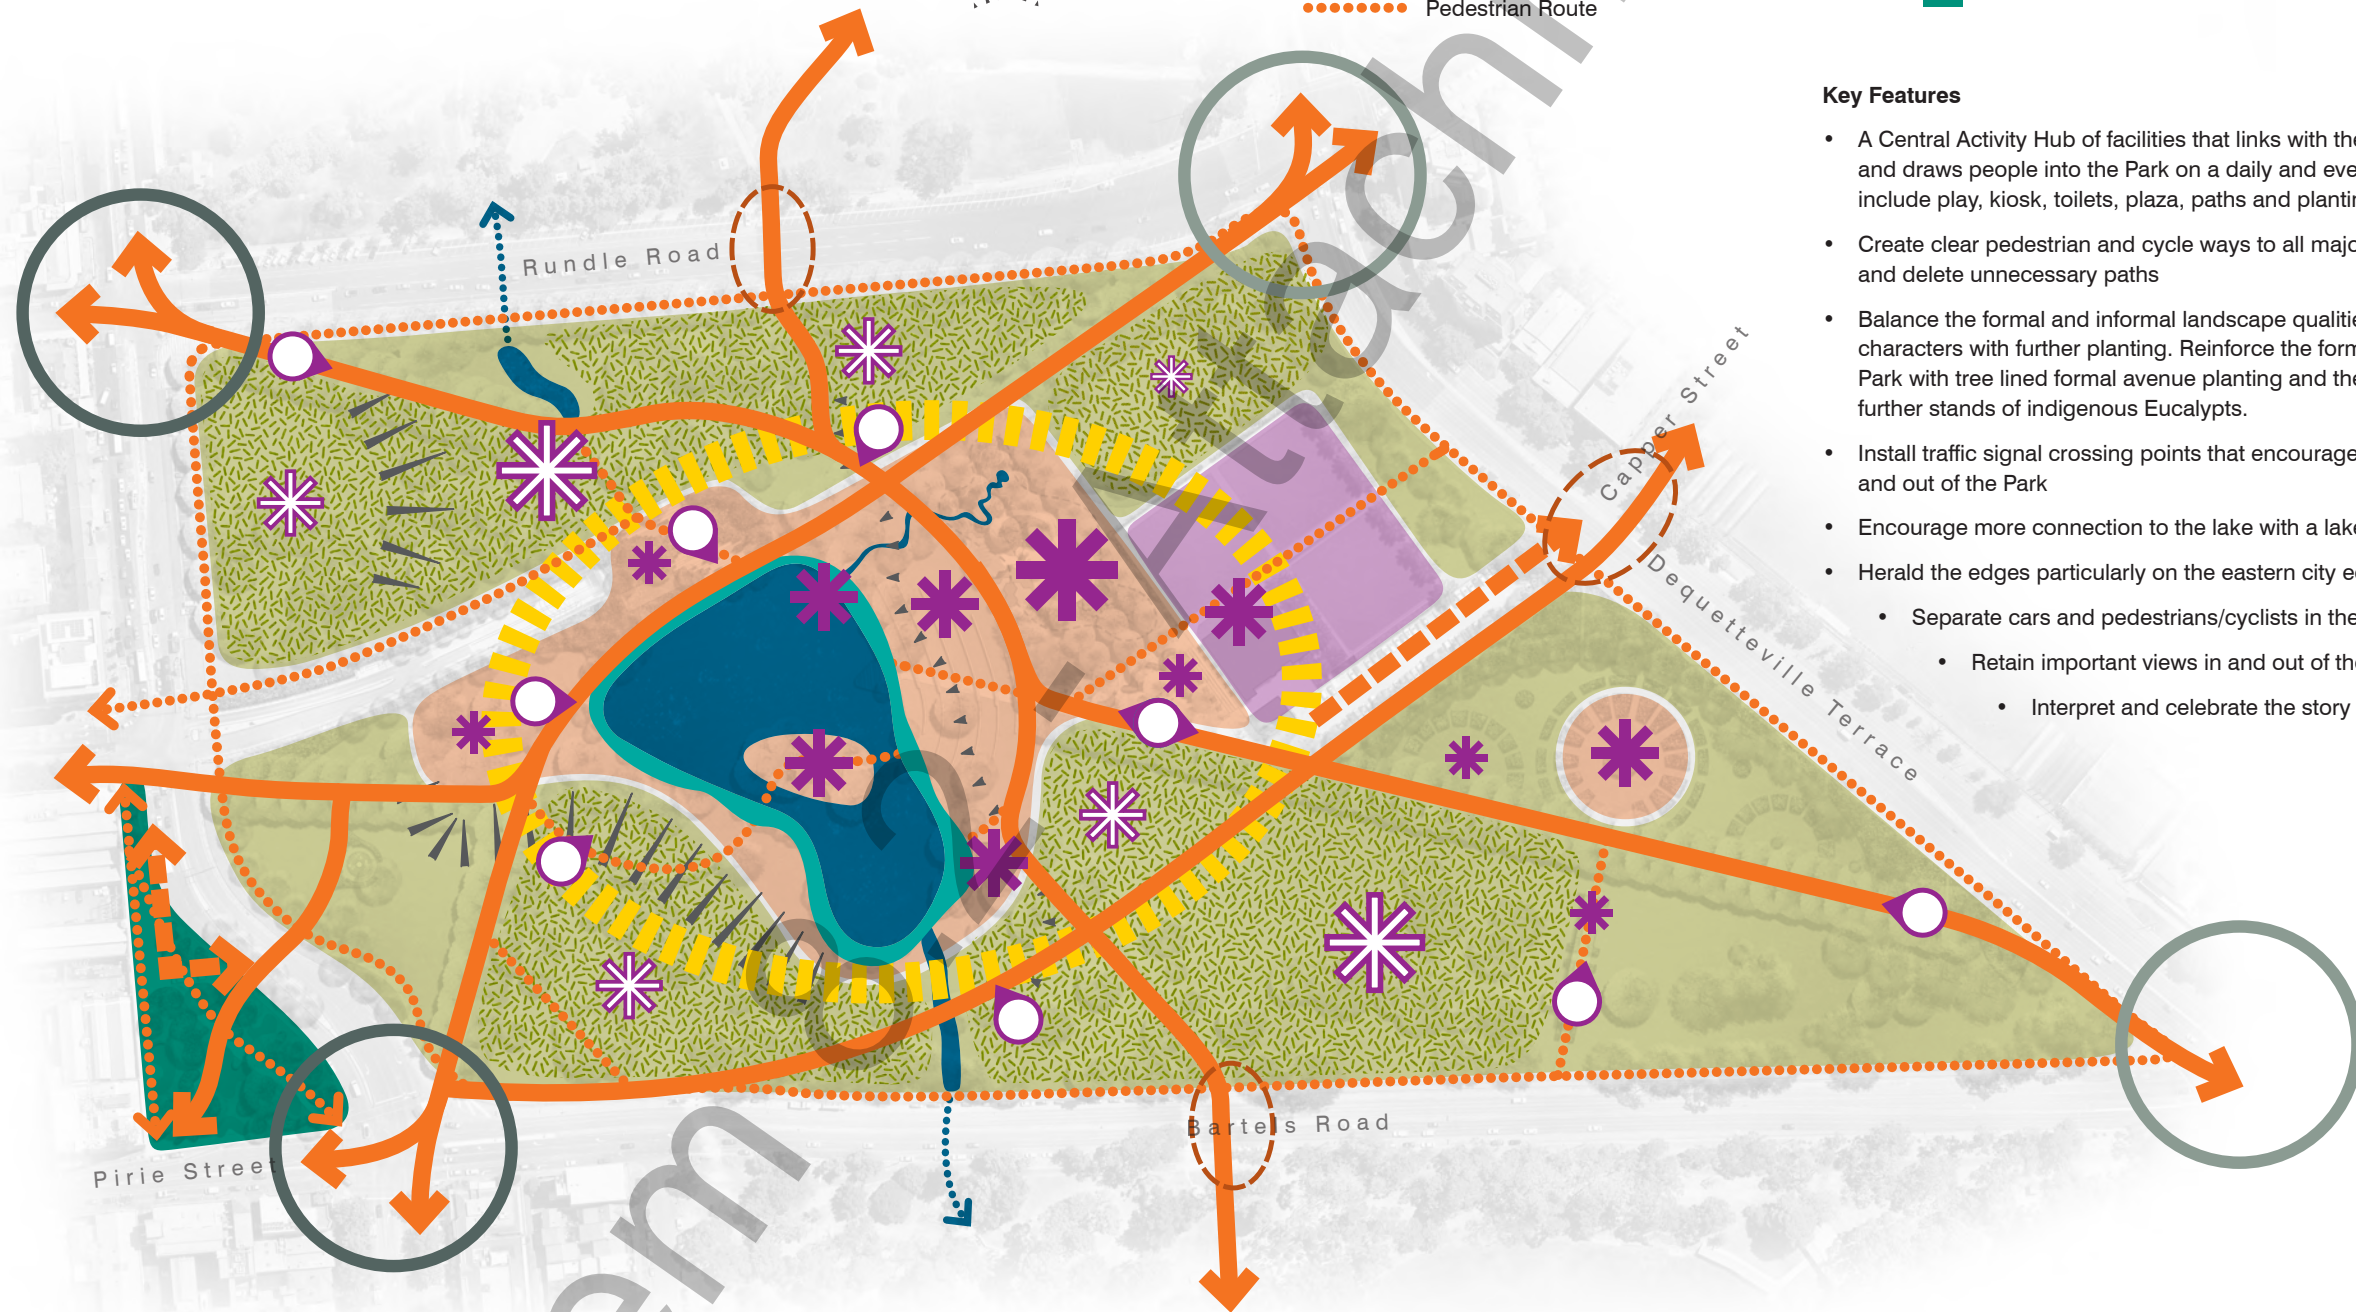 Pedestrian Route
Key Features
• A Central Activity Hub of facilities that links with the
and draws people into the Park on a daily and eve
include play, kiosk, toilets, plaza, paths and plantin
• Create clear pedestrian and cycle ways to all majo
and delete unnecessary paths
• Balance the formal and informal landscape qualitie
characters with further planting. Reinforce the form
Park with tree lined formal avenue planting and the
further stands of indigenous Eucalypts.
• Install traffic signal crossing points that encourage
and out of the Park
• Encourage more connection to the lake with a lake
• Herald the edges particularly on the eastern city e
• Separate cars and pedestrians/cyclists in the
• Retain important views in and out of the
• Interpret and celebrate the story
Rundle Road
Capper Street
Dequetteville Terrace
Bartels Road
Pirie Street